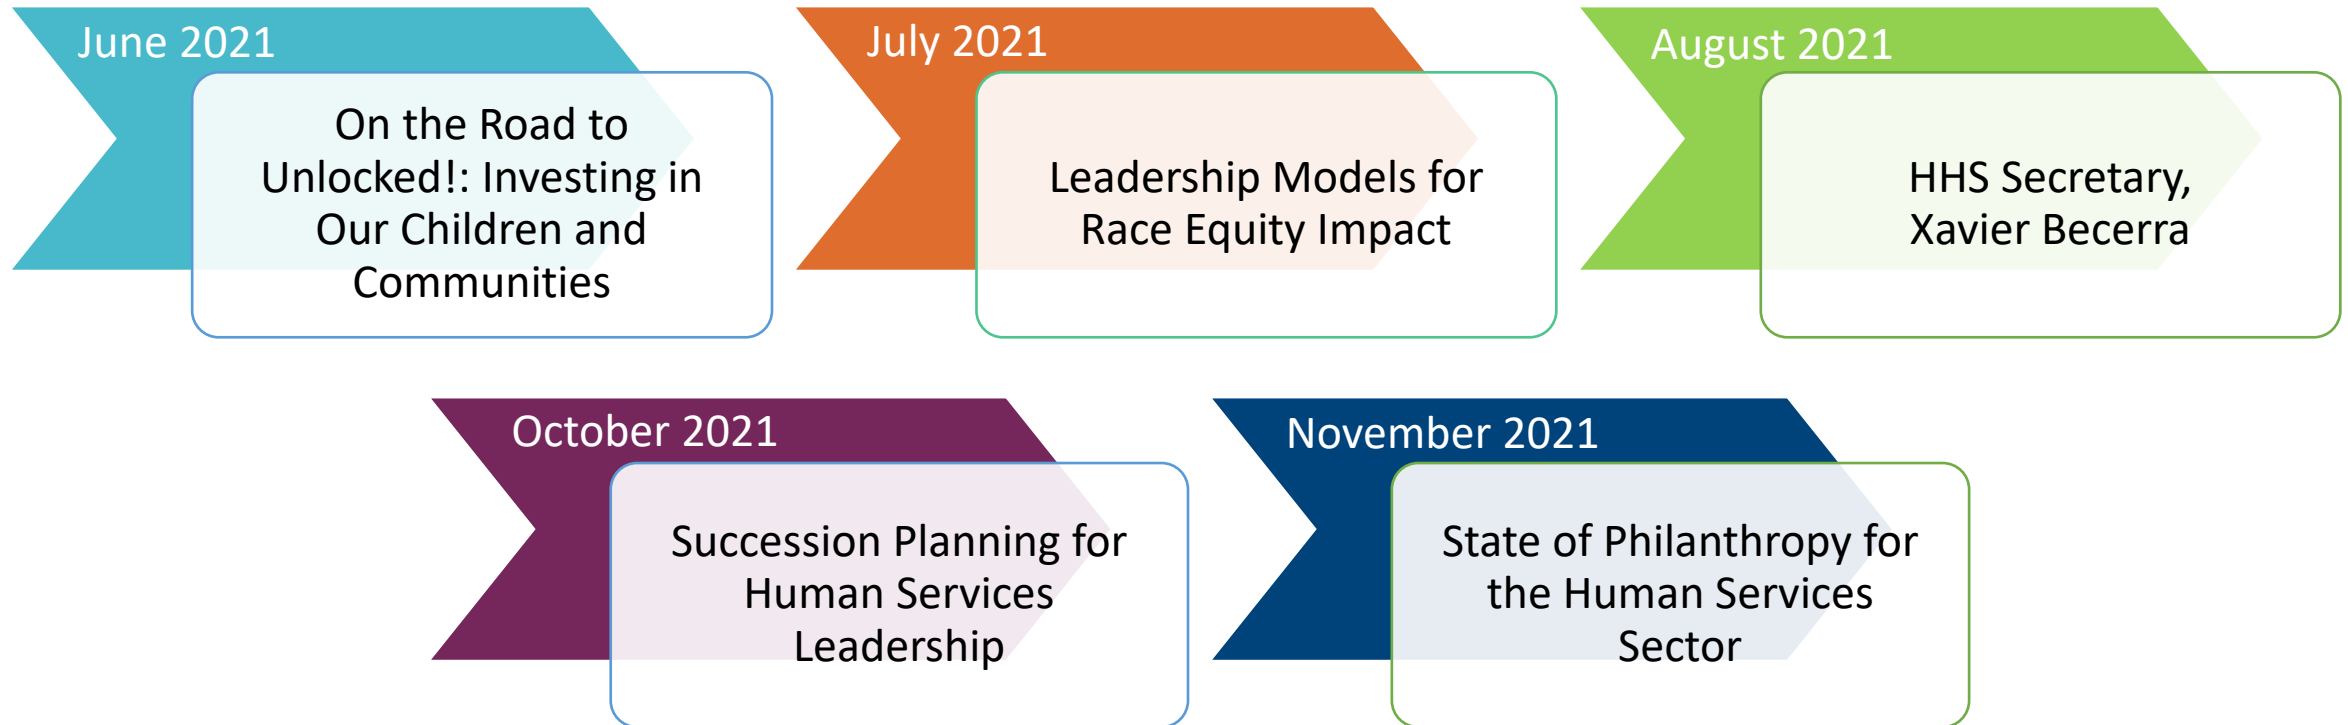 June 2021
On the Road to
Unlocked!: Investing in
Our Children and
Communities
July 2021
Leadership Models for
Race Equity Impact
August 2021
HHS Secretary,
Xavier Becerra
October 2021
Succession Planning for
Human Services
Leadership
November 2021
State of Philanthropy for
the Human Services
Sector